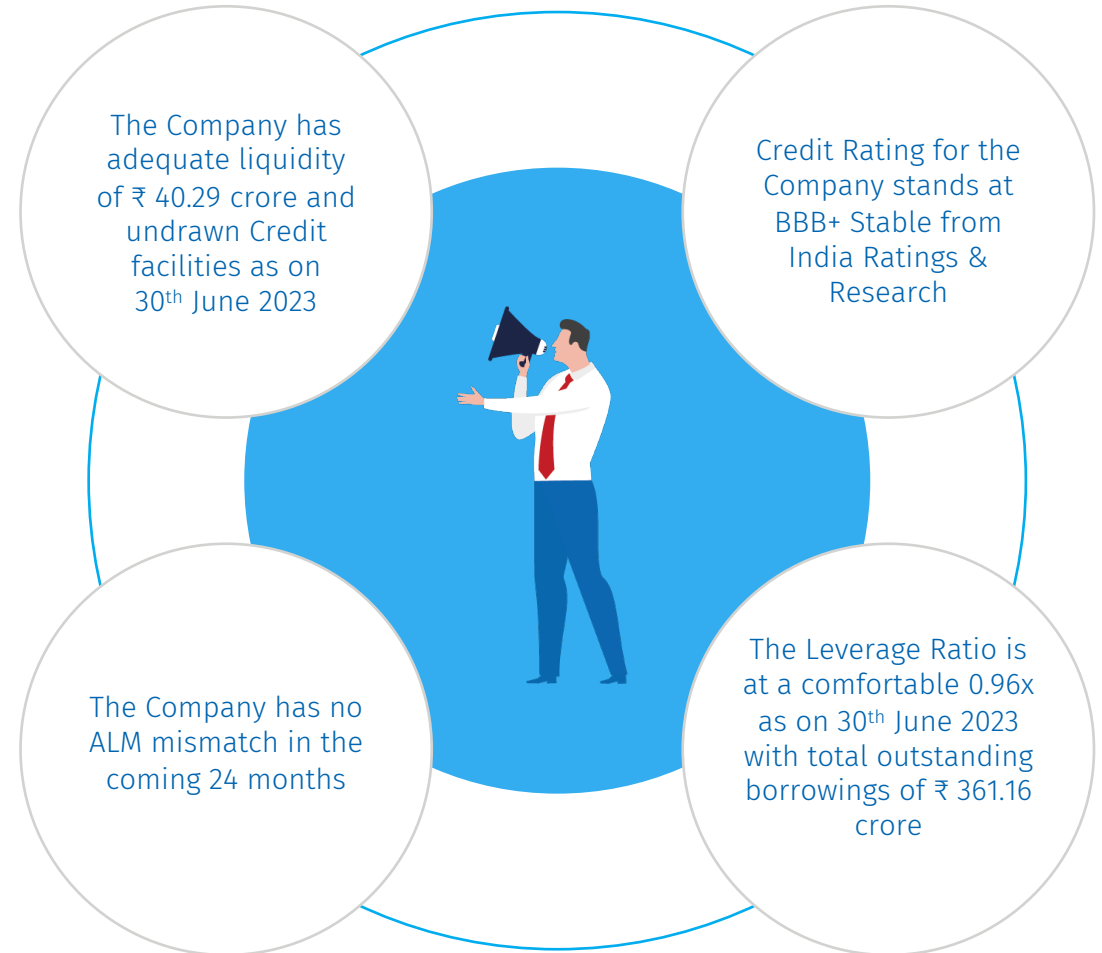 The Company has
adequate liquidity
of ₹ 40.29 crore and
undrawn Credit
facilities as on
30th June 2023
Credit Rating for the
Company stands at
BBB+ Stable from
India Ratings &
Research
The Company has no
ALM mismatch in the
coming 24 months
The Leverage Ratio is
at a comfortable 0.96x
as on 30th June 2023
with total outstanding
borrowings of ₹ 361.16
crore